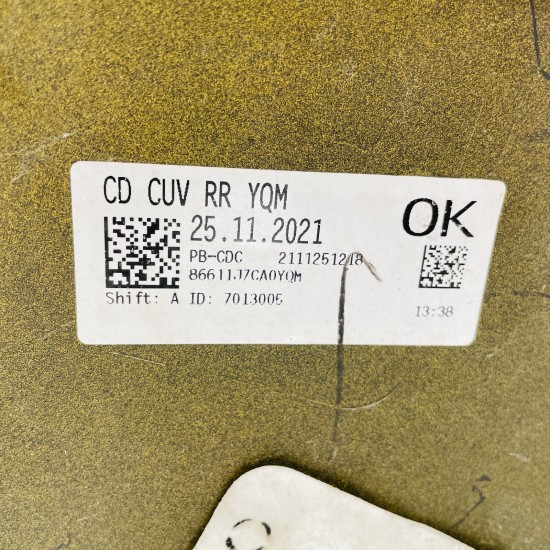 CD CUV RR YQM
OK
25.11.2021
PB-CDC 2111251218
86611J7CA0YQM
Shift: A ID: 7013005
13:38